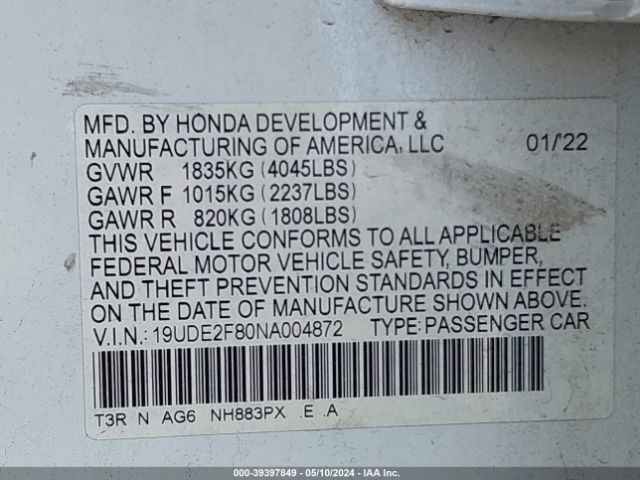 MFD. BY HONDA DEVELOPMENT &
MANUFACTURING OF AMERICA, LLC 01/'22
GVWR 1835KG (4045LBS)
GAWR F 1015KG (2237LBS)
GAWR R 820KG (1808LBS)
THIS VEHICLE CONFORMS TO ALL APPLICABLE
FEDERAL MOTOR VEHICLE SAFETY, BUMPER,
AND THEFT PREVENTION STANDARDS IN EFFECT
ON THE DATE OF MANUFACTURE SHOWN ABOVE.
V.I.N.: 19UDE2F80NA004872 TYPE: PASSENGER CAR
T3R N AG6 NH883PX .E .A
000-39397849 — 05/10/2024 — IAA Inc.